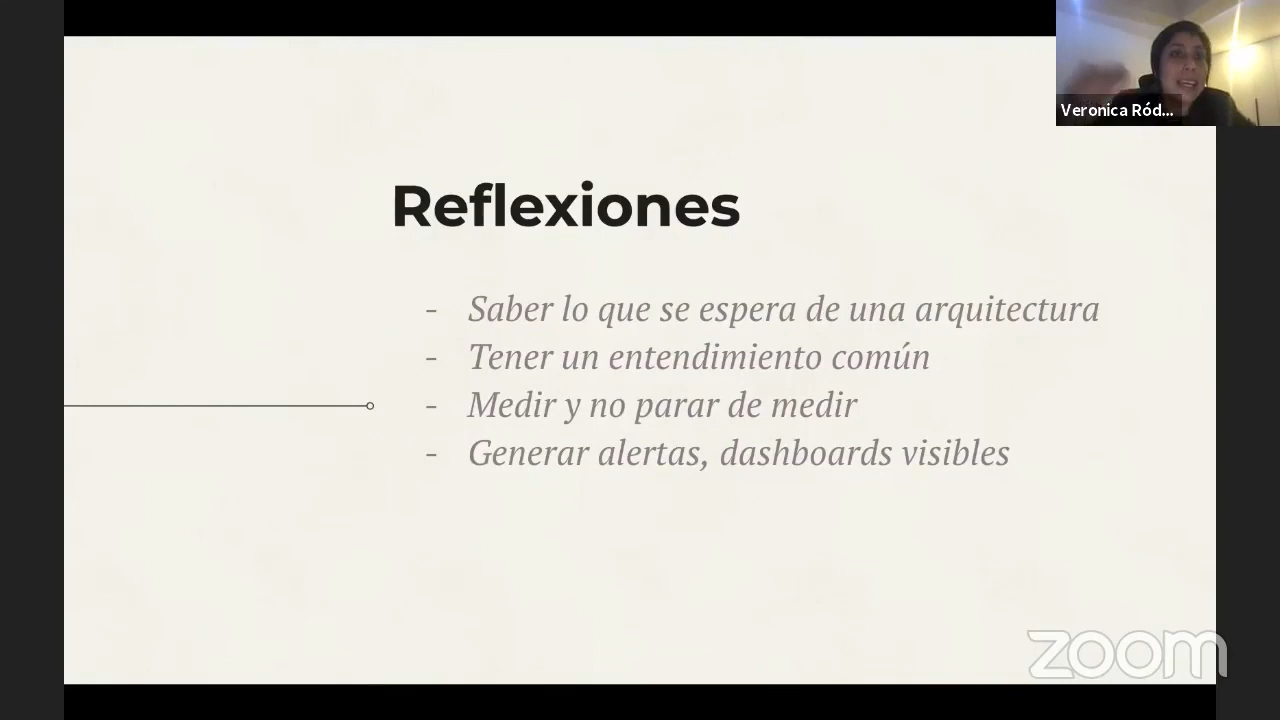 Veronica Ród...
Reflexiones
- Saber lo que se espera de una arquitectura
- Tener un entendimiento común
- Medir y no parar de medir
- Generar alertas, dashboards visibles
zoom